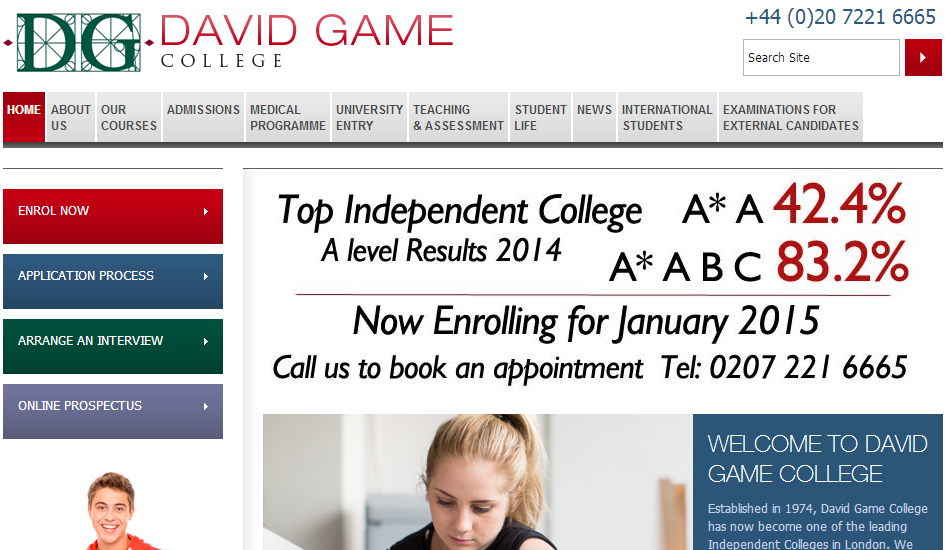 DG DAVID GAME
COLLEGE
+44 (0)20 7221 6665
Search Site
HOME
ABOUT
US
OUR
COURSES
ADMISSIONS
MEDICAL
PROGRAMME
UNIVERSITY
ENTRY
TEACHING
& ASSESSMENT
STUDENT
LIFE
NEWS
INTERNATIONAL
STUDENTS
EXAMINATIONS FOR
EXTERNAL CANDIDATES
ENROL NOW
APPLICATION PROCESS
ARRANGE AN INTERVIEW
ONLINE PROSPECTUS
Top Independent College A* A 42.4%
A level Results 2014
A* A B C 83.2%
Now Enrolling for January 2015
Call us to book an appointment Tel: 0207 221 6665
WELCOME TO DAVID
GAME COLLEGE
Established in 1974, David Game College
has now become one of the leading
Independent Colleges in London. We